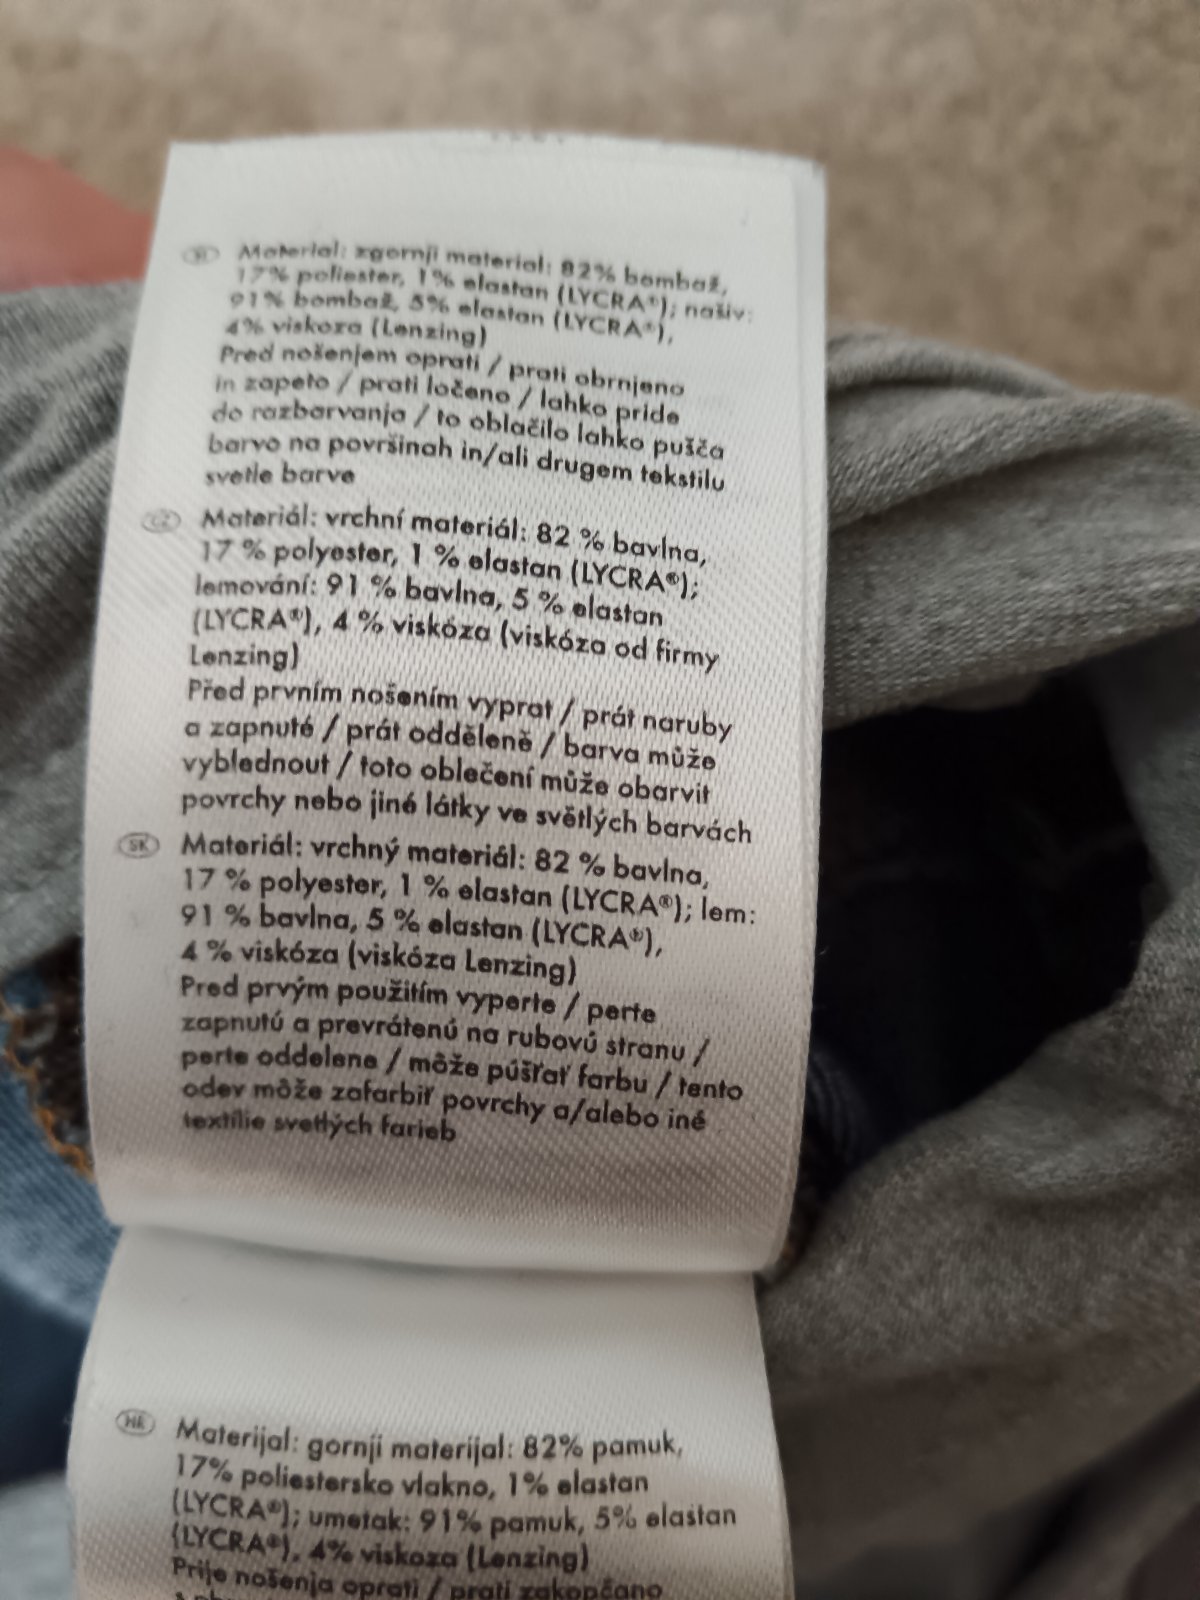 SI Material: zgornji material: 82% bombaž,
17% poliester, 1% elastan (LYCRA®); našiv:
91% bombaž, 5% elastan (LYCRA®),
4% viskoza (Lenzing)
Pred nošenjem oprati / prati obrnjeno
in zapeto / prati ločeno / lahko pride
do razbarvanja / to oblačilo lahko pušča
barvo na površinah in/ali drugem tekstilu
svetle barve
CZ Materiál: vrchní materiál: 82 % bavlna,
17 % polyester, 1 % elastan (LYCRA®);
lemování: 91 % bavlna, 5 % elastan
(LYCRA®), 4 % viskóza (viskóza od firmy
Lenzing)
Před prvním nošením vyprat / prát naruby
a zapnuté / prát odděleně / barva může
vyblednout / toto oblečení může obarvit
povrchy nebo jiné látky ve světlých barvách
SK Materiál: vrchný materiál: 82 % bavlna,
17 % polyester, 1 % elastan (LYCRA®); lem:
91 % bavlna, 5 % elastan (LYCRA®),
4 % viskóza (viskóza Lenzing)
Pred prvým použitím vyperte / perte
zapnutú a prevrátenú na rubovú stranu /
perte oddelene / môže púšťať farbu / tento
odev môže zafarbiť povrchy a/alebo iné
textílie svetlých farieb
HR Materijal: gornji materijal: 82% pamuk,
17% poliestersko vlakno, 1% elastan
(LYCRA®); umetak: 91% pamuk, 5% elastan
(LYCRA®), 4% viskoza (Lenzing)
Prije nošenja oprati / prati zakopčano